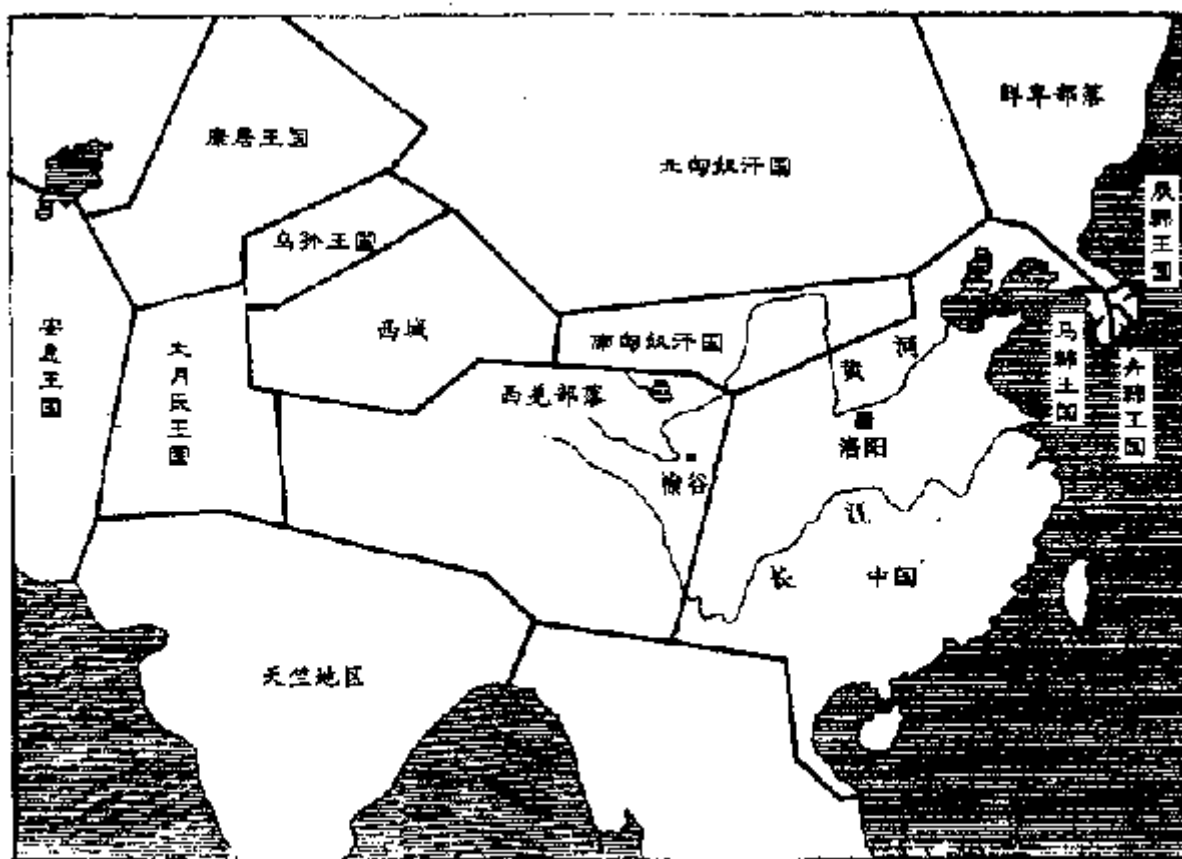 鲜卑部落
康居王国
北匈奴汗国
辰韩王国
乌孙王国
西域
南匈奴汗国
安息王国
大月氏王国
西羌部落
黄河
马韩王国
弁韩王国
洛阳
榆谷
长江
中国
天竺地区